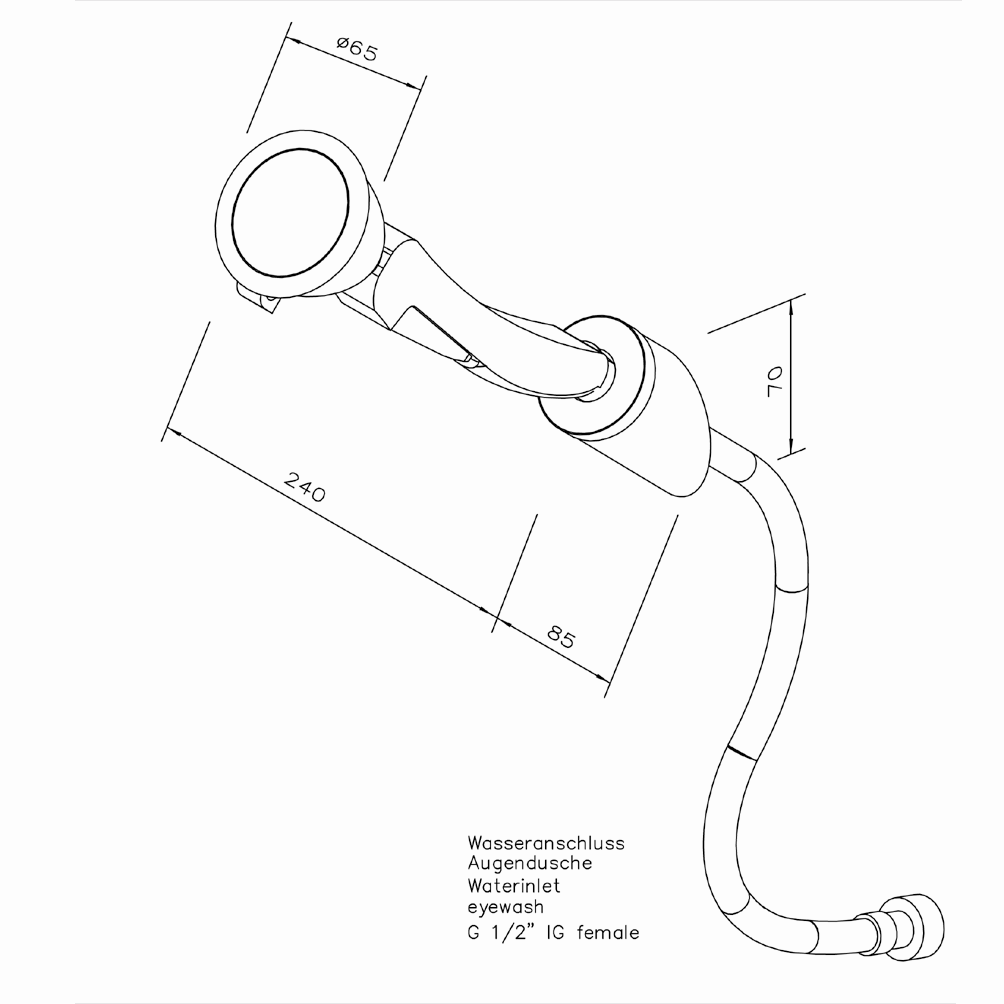 ø65
70
240
85
Wasseranschluss
Augendusche
Waterinlet
eyewash
G 1/2” IG female